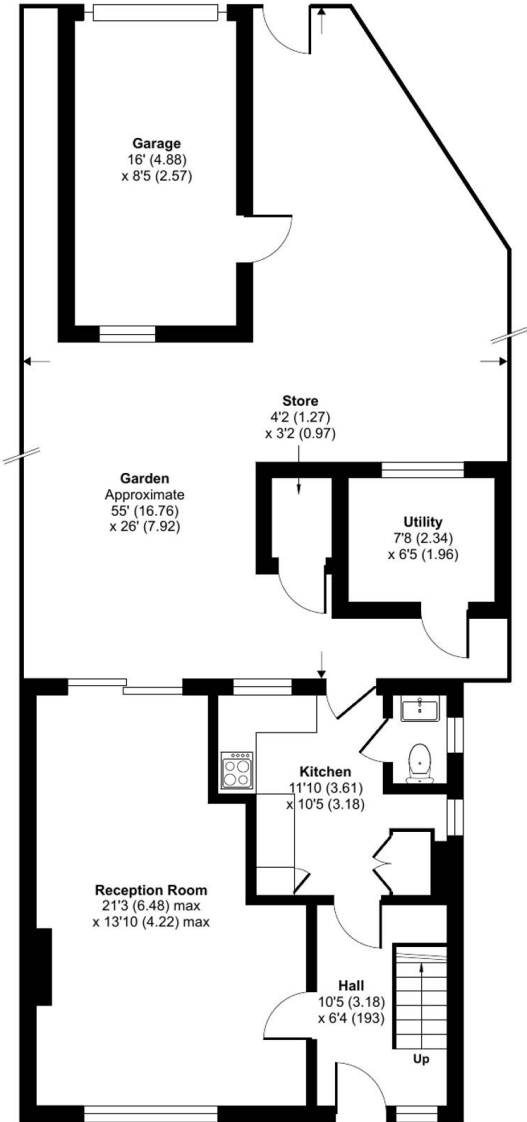 Garage
16' (4.88)
x 8'5 (2.57)
Store
4'2 (1.27)
x 3'2 (0.97)
Garden
Approximate
55' (16.76)
x 26' (7.92)
Utility
7'8 (2.34)
x 6'5 (1.96)
Kitchen
11'10 (3.61)
x 10'5 (3.18)
Reception Room
21'3 (6.48) max
x 13'10 (4.22) max
Hall
10'5 (3.18)
x 6'4 (193)
Up